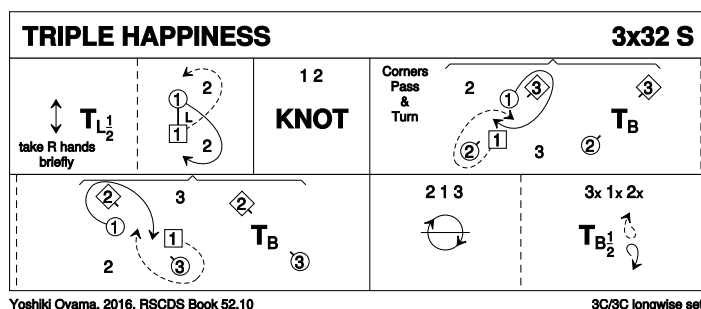 TRIPLE HAPPINESS 3x32 S
take R hands
briefly
T L 1/2
2
1
L
1
2
1 2
KNOT
Corners
Pass
&
Turn
2
1
3
3
T B
2
1
3
2
2
3
2
1
1
T B
2
3
3
2 1 3
3x 1x 2x
T B 1/2
Yoshiki Oyama, 2016, RSCDS Book 52.10
3C/3C longwise set